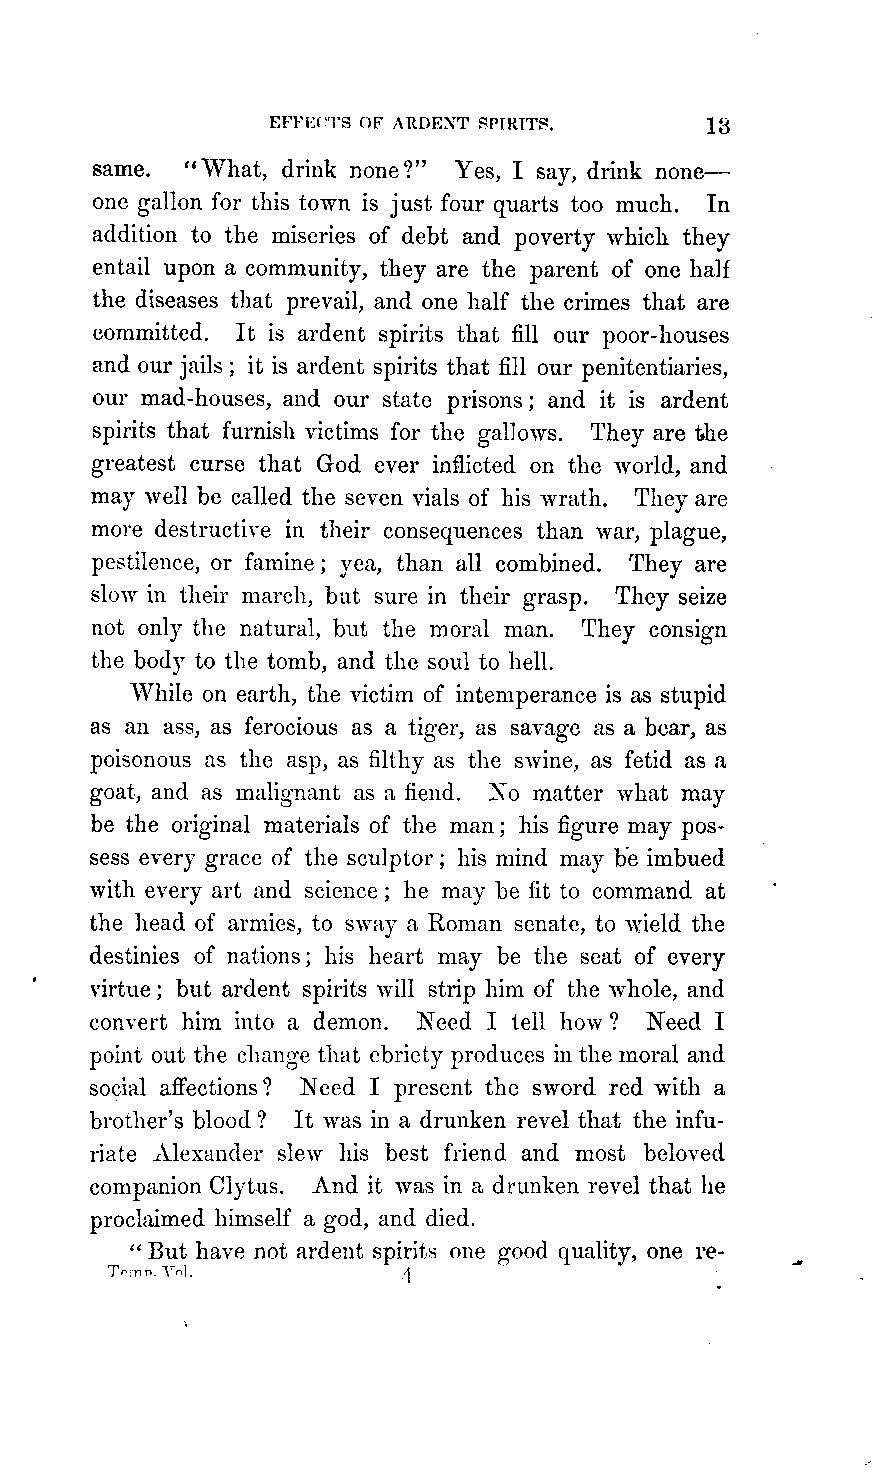 EFFECTS OF ARDENT SPIRITS. 13
same. "What, drink none?" Yes, I say, drink none—
one gallon for this town is just four quarts too much. In
addition to the miseries of debt and poverty which they
entail upon a community, they are the parent of one half
the diseases that prevail, and one half the crimes that are
committed. It is ardent spirits that fill our poor-houses
and our jails; it is ardent spirits that fill our penitentiaries,
our mad-houses, and our state prisons; and it is ardent
spirits that furnish victims for the gallows. They are the
greatest curse that God ever inflicted on the world, and
may well be called the seven vials of his wrath. They are
more destructive in their consequences than war, plague,
pestilence, or famine; yea, than all combined. They are
slow in their march, but sure in their grasp. They seize
not only the natural, but the moral man. They consign
the body to the tomb, and the soul to hell.
While on earth, the victim of intemperance is as stupid
as an ass, as ferocious as a tiger, as savage as a bear, as
poisonous as the asp, as filthy as the swine, as fetid as a
goat, and as malignant as a fiend. No matter what may
be the original materials of the man; his figure may pos-
sess every grace of the sculptor; his mind may be imbued
with every art and science; he may be fit to command at
the head of armies, to sway a Roman senate, to wield the
destinies of nations; his heart may be the seat of every
virtue; but ardent spirits will strip him of the whole, and
convert him into a demon. Need I tell how? Need I
point out the change that ebriety produces in the moral and
social affections? Need I present the sword red with a
brother's blood? It was in a drunken revel that the infu-
riate Alexander slew his best friend and most beloved
companion Clytus. And it was in a drunken revel that he
proclaimed himself a god, and died.
"But have not ardent spirits one good quality, one re-
Temp. Vol. 4